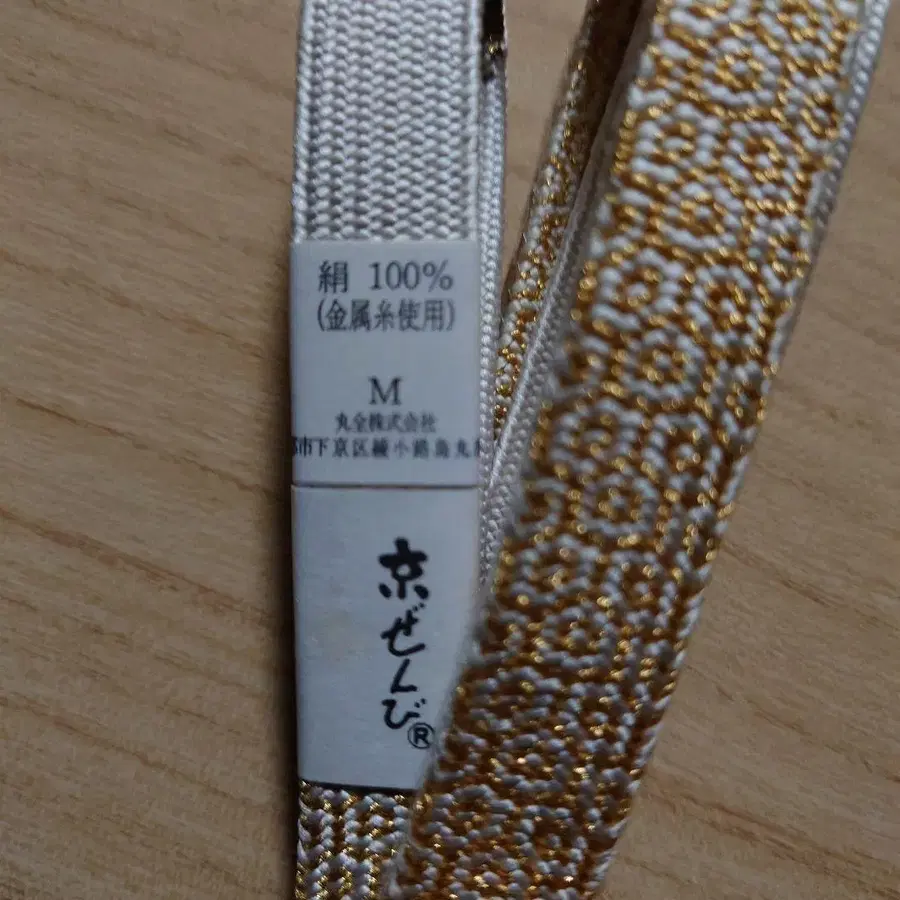 絹 100%
(金属糸使用)
M
丸全株式会社
市下京区綾小路烏丸
京ぜんび®